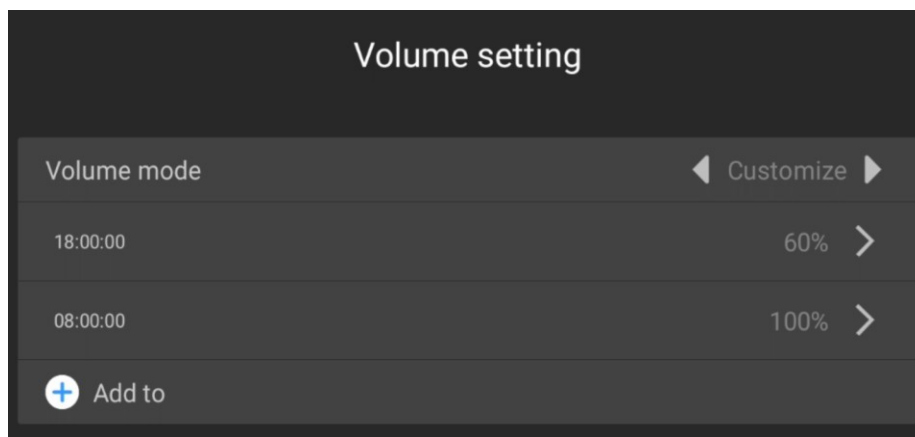 Volume setting
Volume mode Customize
18:00:00 60%
08:00:00 100%
Add to